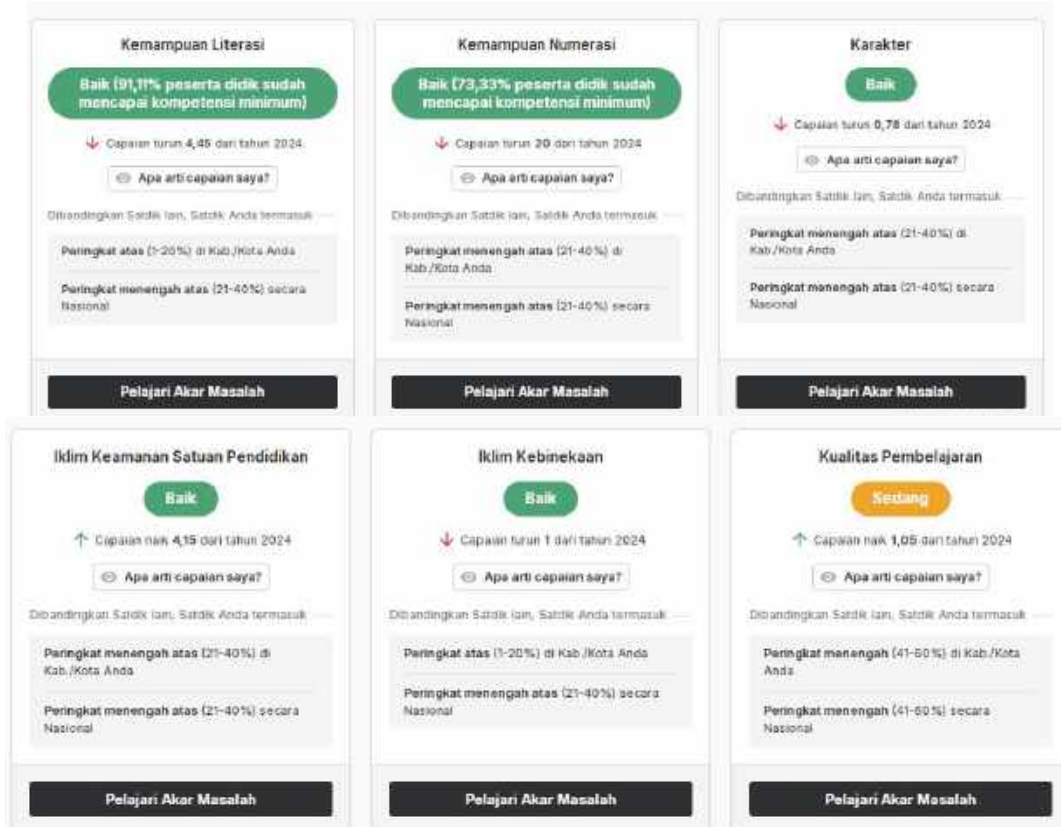 Kemampuan Literasi
Baik (91,11% peserta didik sudah
mencapai kompetensi minimum)
Capaian turun 4,45 dari tahun 2024
Apa arti capaian saya?
Dibandingkan Satdik lain, Satdik Anda termasuk
Peringkat atas (1-20%) di Kab./Kota Anda
Peringkat menengah atas (21-40%) secara
Nasional
Pelajari Akar Masalah
Kemampuan Numerasi
Baik (73,33% peserta didik sudah
mencapai kompetensi minimum)
Capaian turun 20 dari tahun 2024
Apa arti capaian saya?
Dibandingkan Satdik lain, Satdik Anda termasuk
Peringkat menengah atas (21-40%) di
Kab./Kota Anda
Peringkat menengah atas (21-40%) secara
Nasional
Pelajari Akar Masalah
Karakter
Baik
Capaian turun 0,78 dari tahun 2024
Apa arti capaian saya?
Dibandingkan Satdik lain, Satdik Anda termasuk
Peringkat menengah atas (21-40%) di
Kab./Kota Anda
Peringkat menengah atas (21-40%) secara
Nasional
Pelajari Akar Masalah
Iklim Keamanan Satuan Pendidikan
Baik
Capaian naik 4,15 dari tahun 2024
Apa arti capaian saya?
Dibandingkan Satdik lain, Satdik Anda termasuk
Peringkat menengah atas (21-40%) di
Kab./Kota Anda
Peringkat menengah atas (21-40%) secara
Nasional
Pelajari Akar Masalah
Iklim Kebinekaan
Baik
Capaian turun 1 dari tahun 2024
Apa arti capaian saya?
Dibandingkan Satdik lain, Satdik Anda termasuk
Peringkat atas (1-20%) di Kab./Kota Anda
Peringkat menengah atas (21-40%) secara
Nasional
Pelajari Akar Masalah
Kualitas Pembelajaran
Sedang
Capaian naik 1,05 dari tahun 2024
Apa arti capaian saya?
Dibandingkan Satdik lain, Satdik Anda termasuk
Peringkat menengah (41-60%) di Kab./Kota
Anda
Peringkat menengah (41-60%) secara
Nasional
Pelajari Akar Masalah